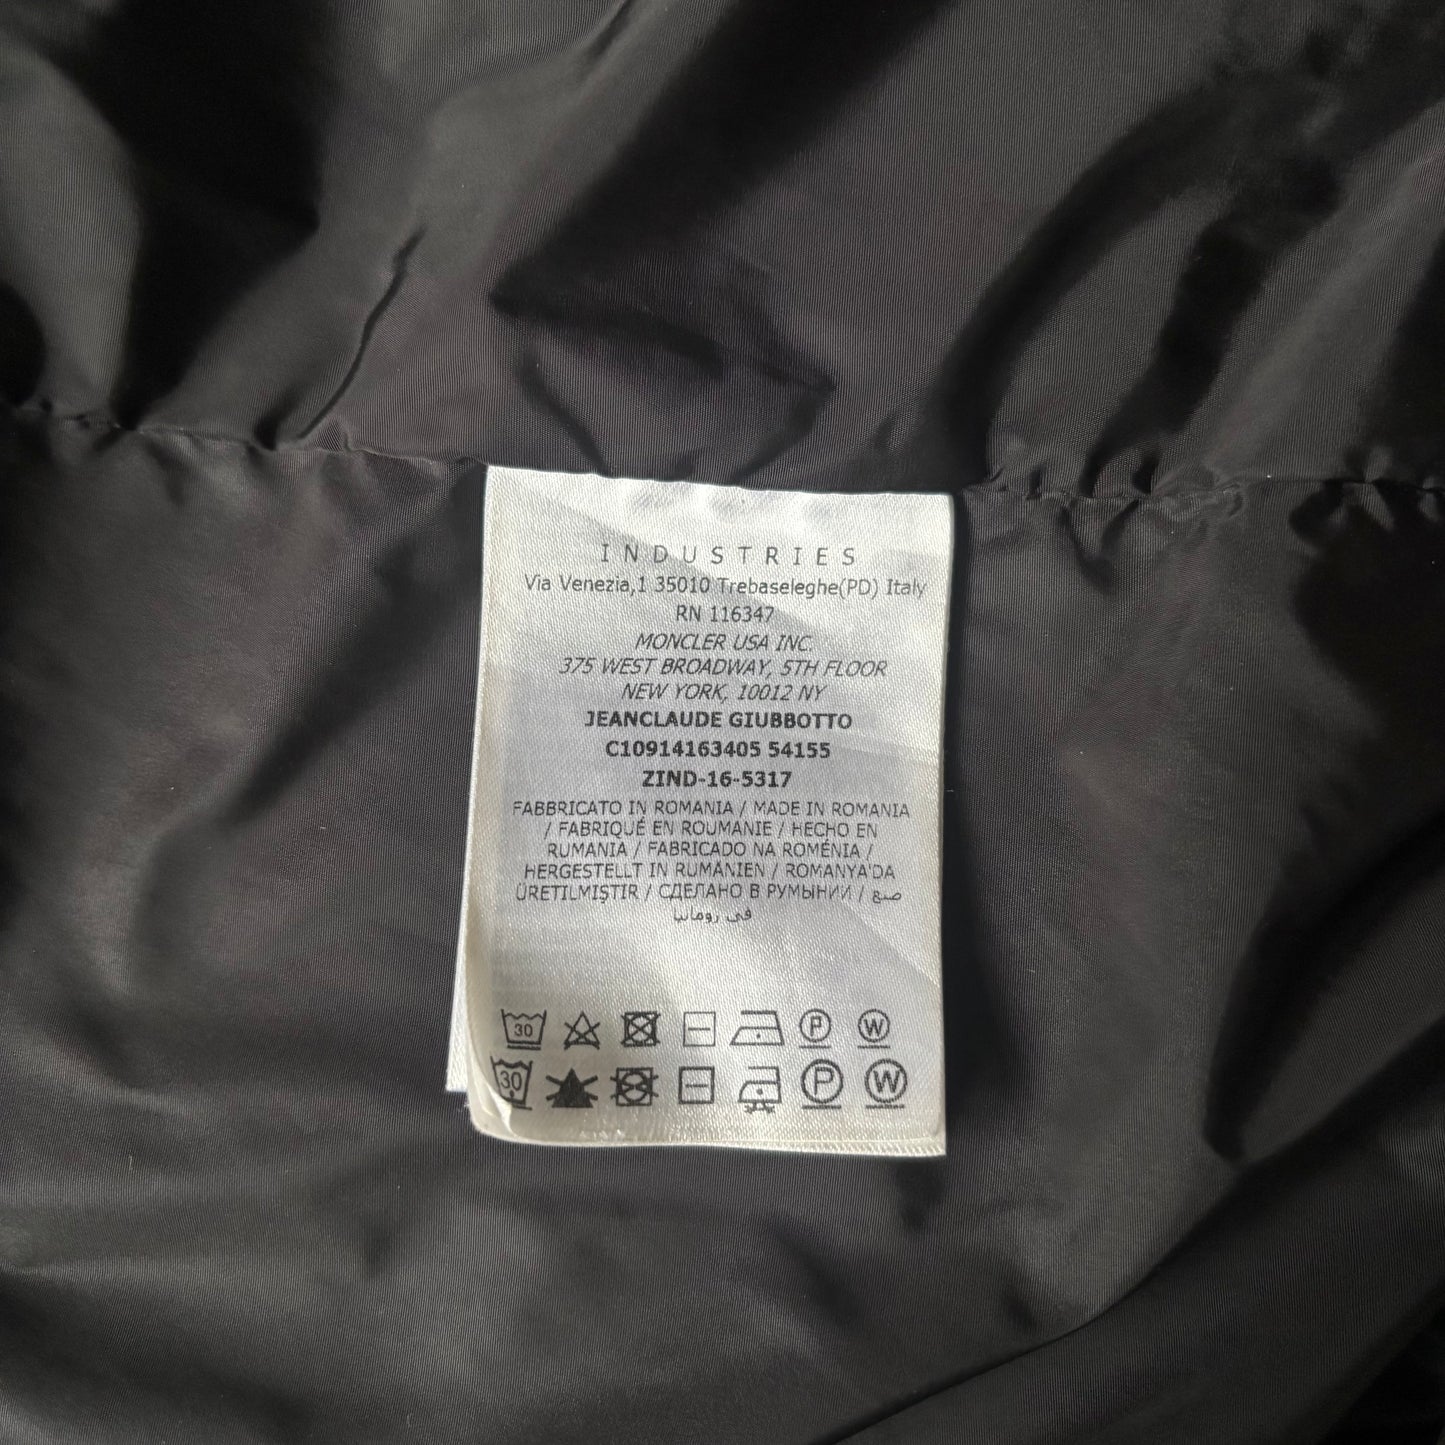 INDUSTRIES
Via Venezia,1 35010 Trebaseleghe(PD) Italy
RN 116347
MONCLER USA INC.
375 WEST BROADWAY, 5TH FLOOR
NEW YORK, 10012 NY
JEANCLAUDE GIUBBOTTO
C10914163405 54155
ZIND-16-5317
FABBRICATO IN ROMANIA / MADE IN ROMANIA
/ FABRIQUÉ EN ROUMANIE / HECHO EN
RUMANIA / FABRICADO NA ROMÉNIA /
HERGESTELLT IN RUMÄNIEN / ROMANYA'DA
ÜRETILMIŞTIR / СДЕЛАНО В РУМЫНИИ / صنع
في رومانيا
30 P W
30 P W